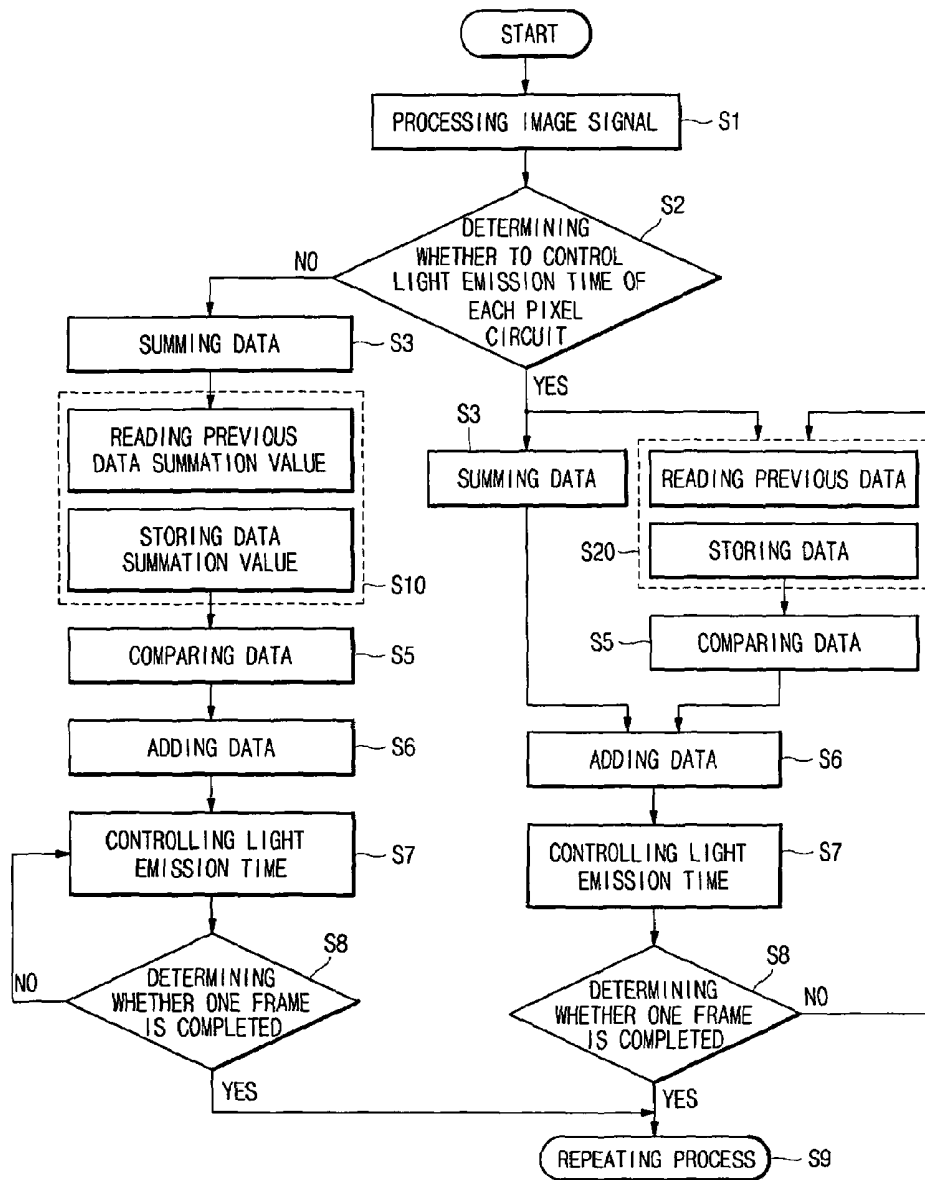 START
PROCESSING IMAGE SIGNAL
S1
S2
DETERMINING
WHETHER TO CONTROL
LIGHT EMISSION TIME OF
EACH PIXEL
CIRCUIT
NO
YES
SUMMING DATA
S3
READING PREVIOUS
DATA SUMMATION VALUE
STORING DATA
SUMMATION VALUE
S10
COMPARING DATA
S5
ADDING DATA
S6
CONTROLLING LIGHT
EMISSION TIME
S7
S8
DETERMINING
WHETHER ONE FRAME
IS COMPLETED
NO
YES
S3
SUMMING DATA
READING PREVIOUS DATA
S20
STORING DATA
S5
COMPARING DATA
ADDING DATA
S6
CONTROLLING LIGHT
EMISSION TIME
S7
S8
DETERMINING
WHETHER ONE FRAME
IS COMPLETED
NO
YES
REPEATING PROCESS
S9